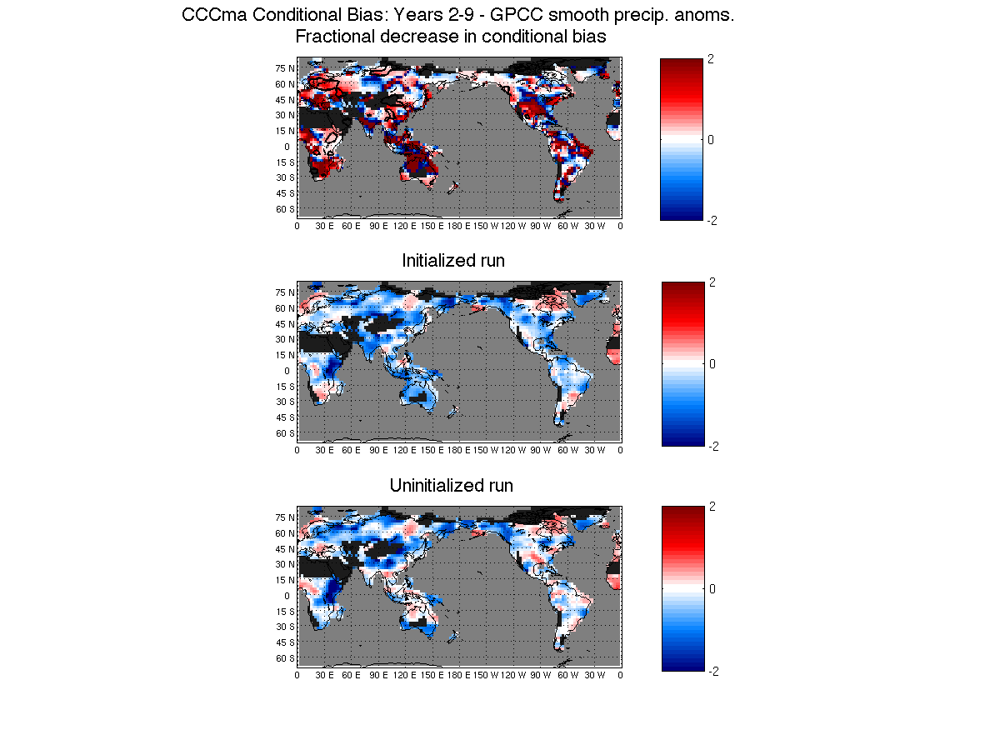 CCCma Conditional Bias: Years 2-9 - GPCC smooth precip. anoms.
Fractional decrease in conditional bias
75 N
60 N
45 N
30 N
15 N
0
15 S
30 S
45 S
60 S
0 30 E 60 E 90 E 120 E 150 E 180 E 150 W 120 W 90 W 60 W 30 W 0
2
0
-2
Initialized run
75 N
60 N
45 N
30 N
15 N
0
15 S
30 S
45 S
60 S
0 30 E 60 E 90 E 120 E 150 E 180 E 150 W 120 W 90 W 60 W 30 W 0
2
0
-2
Uninitialized run
75 N
60 N
45 N
30 N
15 N
0
15 S
30 S
45 S
60 S
0 30 E 60 E 90 E 120 E 150 E 180 E 150 W 120 W 90 W 60 W 30 W 0
2
0
-2